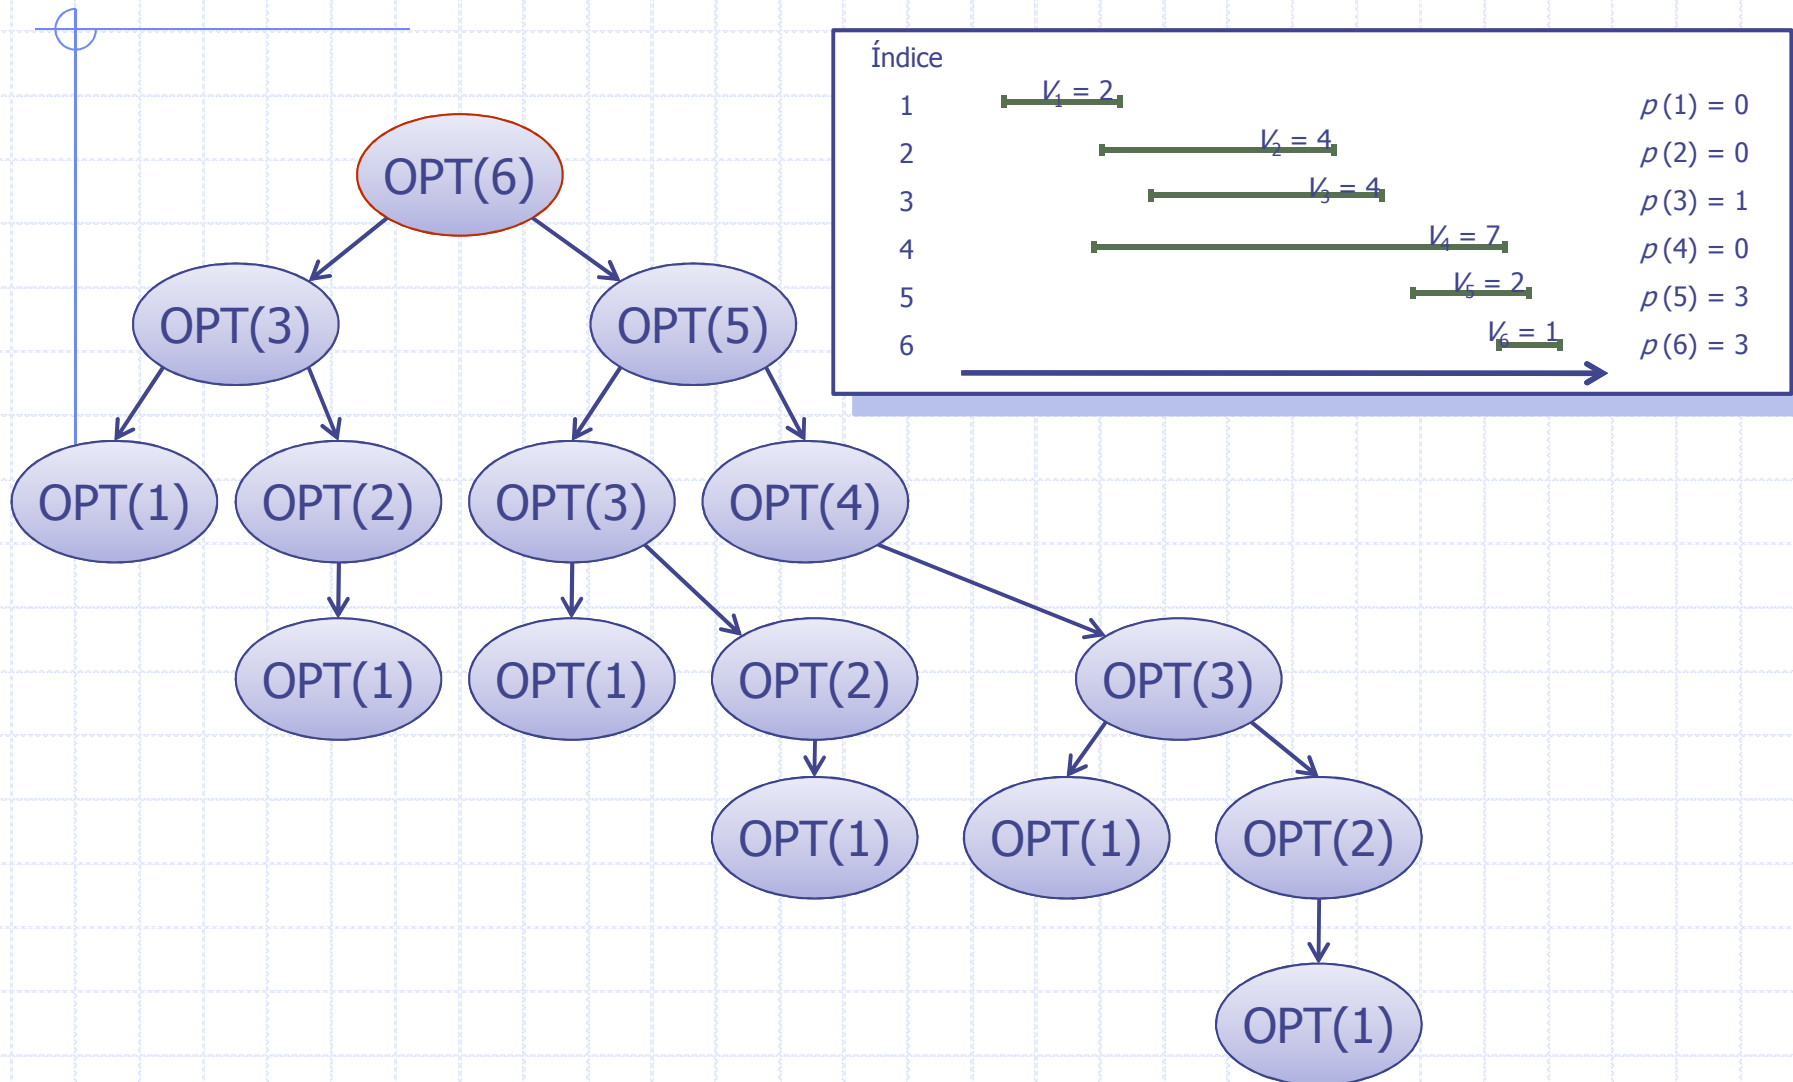 Índice
1 V1 = 2 p (1) = 0
2 V2 = 4 p (2) = 0
3 V3 = 4 p (3) = 1
4 V4 = 7 p (4) = 0
5 V5 = 2 p (5) = 3
6 V6 = 1 p (6) = 3
OPT(6)
OPT(3) OPT(5)
OPT(1) OPT(2) OPT(3) OPT(4)
OPT(1) OPT(1) OPT(2) OPT(3)
OPT(1) OPT(1) OPT(2)
OPT(1)